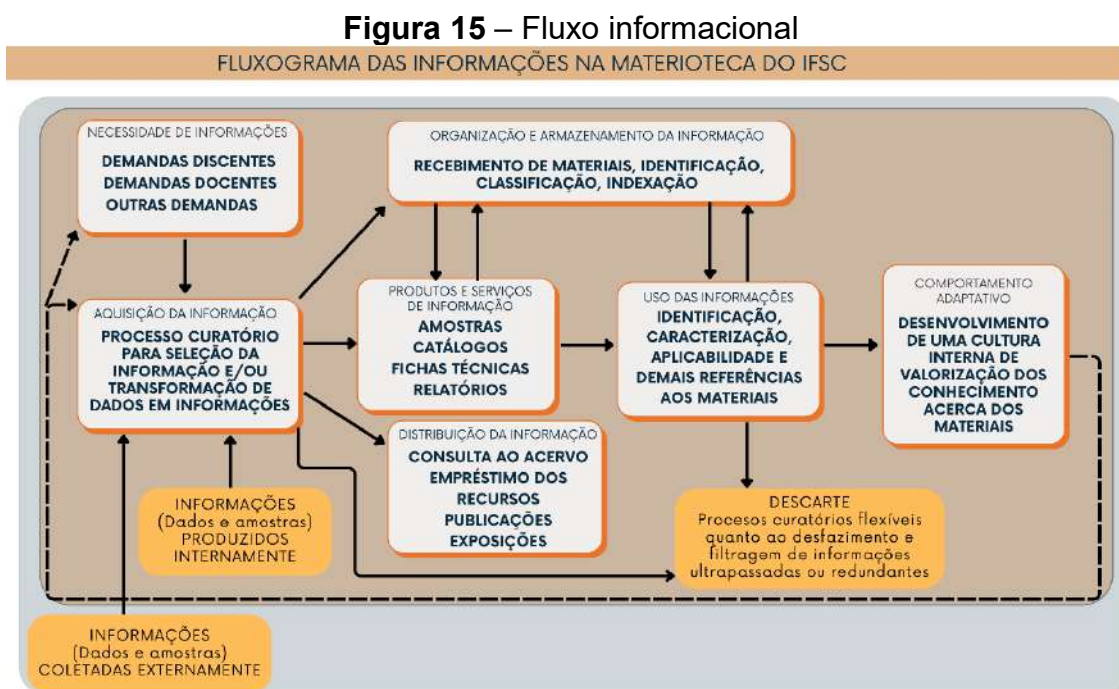 Figura 15 – Fluxo informacional
FLUXOGRAMA DAS INFORMAÇÕES NA MATERIOTECA DO IFSC
NECESSIDADE DE INFORMAÇÕES
DEMANDAS DISCENTES
DEMANDAS DOCENTES
OUTRAS DEMANDAS
ORGANIZAÇÃO E ARMAZENAMENTO DA INFORMAÇÃO
RECEBIMENTO DE MATERIAIS, IDENTIFICAÇÃO,
CLASSIFICAÇÃO, INDEXAÇÃO
AQUISIÇÃO DA INFORMAÇÃO
PROCESSO CURATÓRIO
PARA SELEÇÃO DA
INFORMAÇÃO E/OU
TRANSFORMAÇÃO DE
DADOS EM INFORMAÇÕES
PRODUTOS E SERVIÇOS
DE INFORMAÇÃO
AMOSTRAS
CATÁLOGOS
FICHAS TÉCNICAS
RELATÓRIOS
USO DAS INFORMAÇÕES
IDENTIFICAÇÃO,
CARACTERIZAÇÃO,
APLICABILIDADE E
DEMAIS REFERÊNCIAS
AOS MATERIAIS
COMPORTAMENTO
ADAPTATIVO
DESENVOLVIMENTO
DE UMA CULTURA
INTERNA DE
VALORIZAÇÃO DOS
CONHECIMENTO
ACERCA DOS
MATERIAIS
DISTRIBUIÇÃO DA INFORMAÇÃO
CONSULTA AO ACERVO
EMPRÉSTIMO DOS
RECURSOS
PUBLICAÇÕES
EXPOSIÇÕES
INFORMAÇÕES
(Dados e amostras)
PRODUZIDOS
INTERNAMENTE
DESCARTE
Procesos curatórios flexíveis
quanto ao desfazimento e
filtragem de informações
ultrapassadas ou redundantes
INFORMAÇÕES
(Dados e amostras)
COLETADAS EXTERNAMENTE